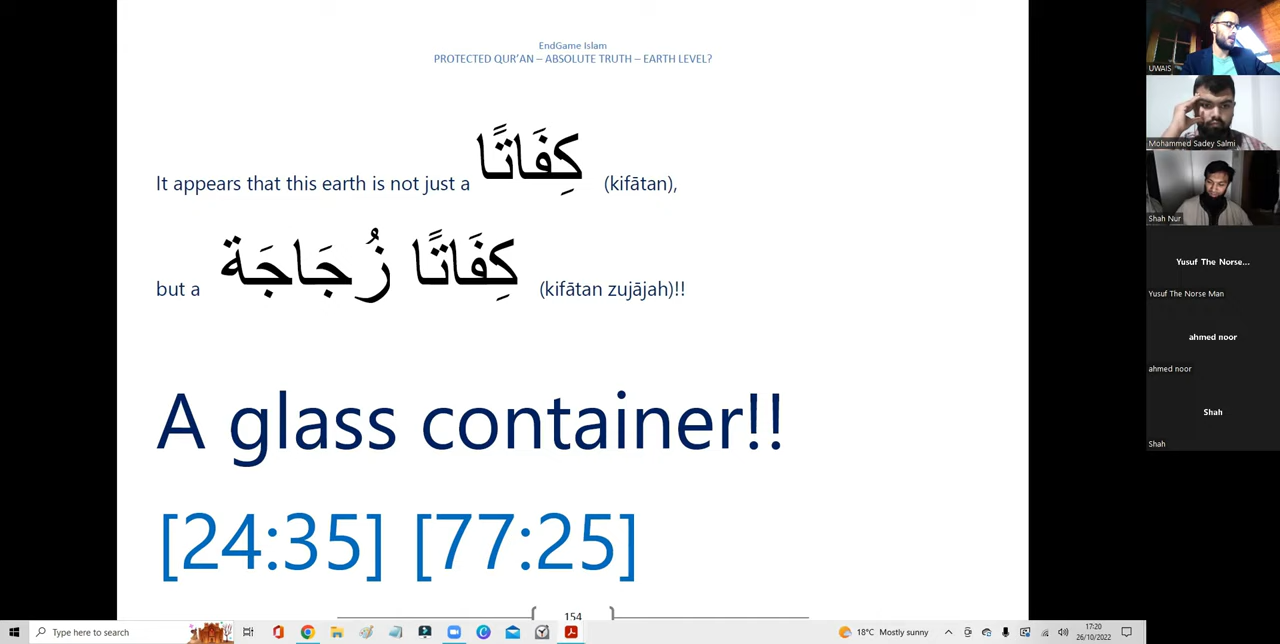 EndGame Islam
PROTECTED QUR'AN – ABSOLUTE TRUTH – EARTH LEVEL?
It appears that this earth is not just a كِفَاتًا (kifātan),
but a كِفَاتًا زُجَاجَة (kifātan zujājah)!!
A glass container!!
[24:35] [77:25]
154
UWAIS
Mohammed Sadey Salmi
Shah Nur
Yusuf The Norse...
Yusuf The Norse Man
ahmed noor
ahmed noor
Shah
Shah
Type here to search
18°C Mostly sunny
17:20
26/10/2022